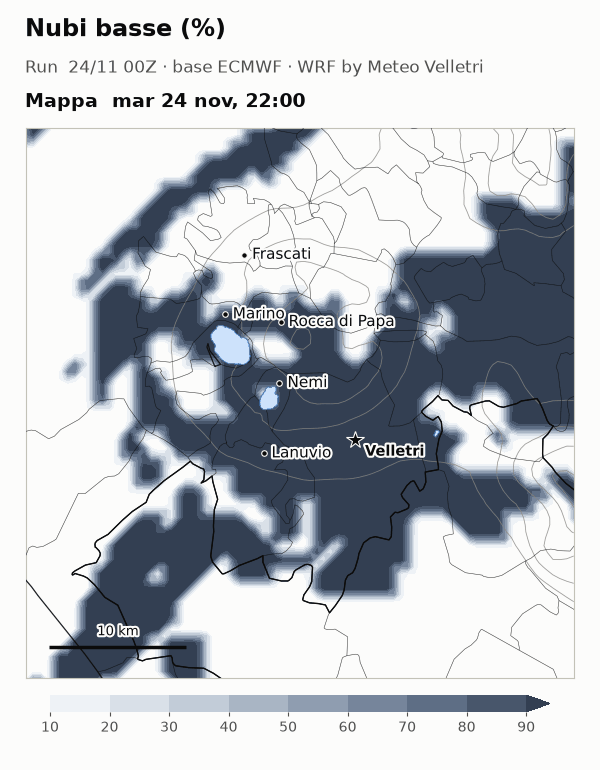 Nubi basse (%)
Run  24/11 00Z · base ECMWF · WRF by Meteo Velletri
Mappa  mar 24 nov, 22:00
Frascati
Marino
Rocca di Papa
Nemi
Velletri
Lanuvio
10 km
10 20 30 40 50 60 70 80 90